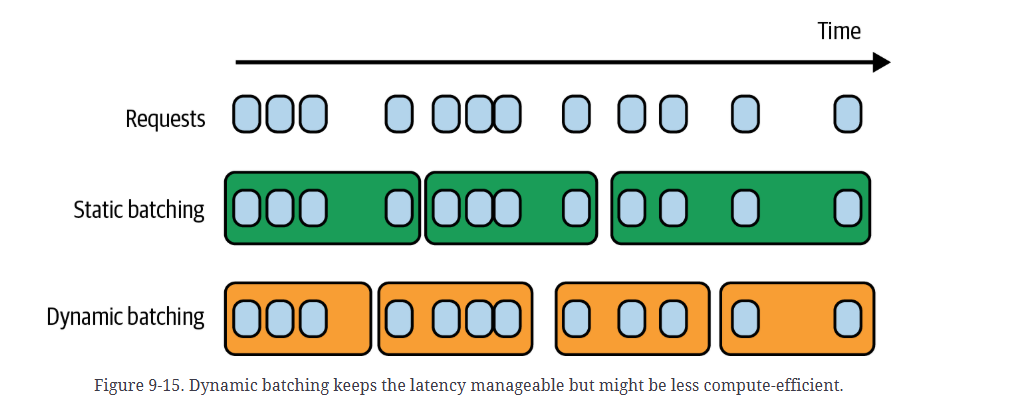 Time
Requests
Static batching
Dynamic batching
Figure 9-15. Dynamic batching keeps the latency manageable but might be less compute-efficient.